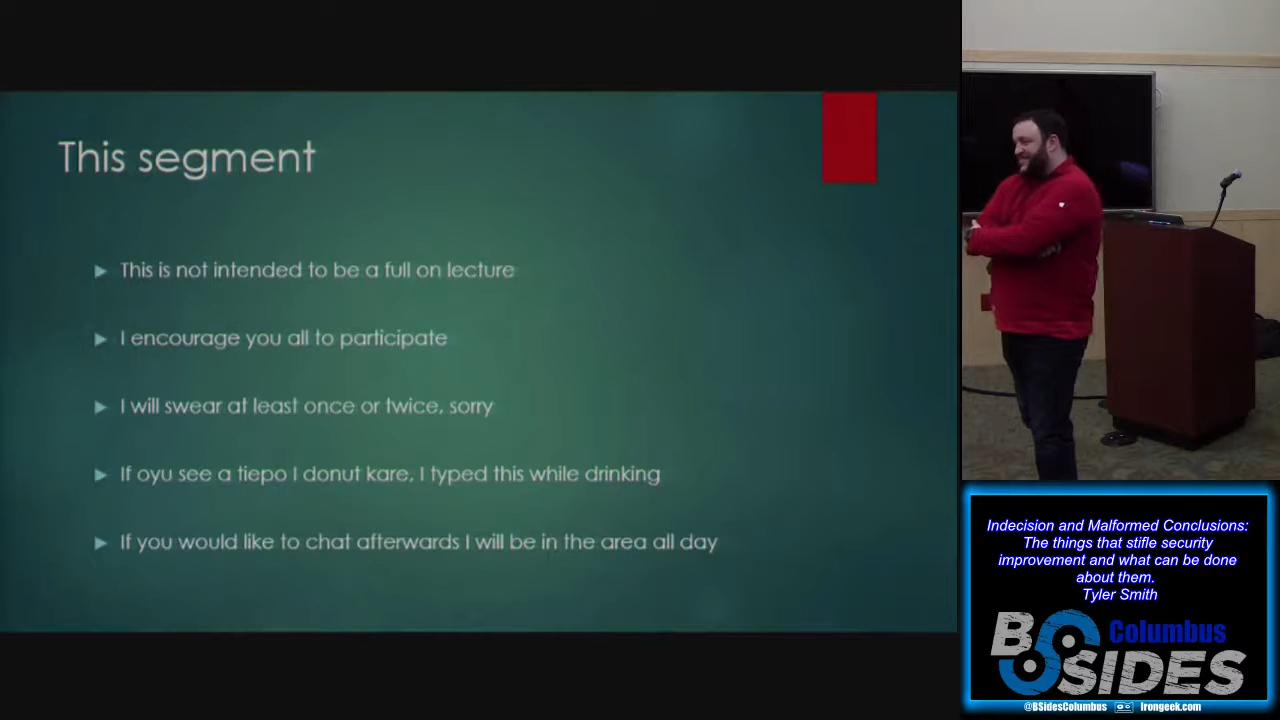 This segment
This is not intended to be a full on lecture
I encourage you all to participate
I will swear at least once or twice, sorry
If oyu see a tiepo I donut kare, I typed this while drinking
If you would like to chat afterwards I will be in the area all day
Indecision and Malformed Conclusions:
The things that stifle security
improvement and what can be done
about them.
Tyler Smith
BSIDES
Columbus
@BSidesColumbus
Irongeek.com